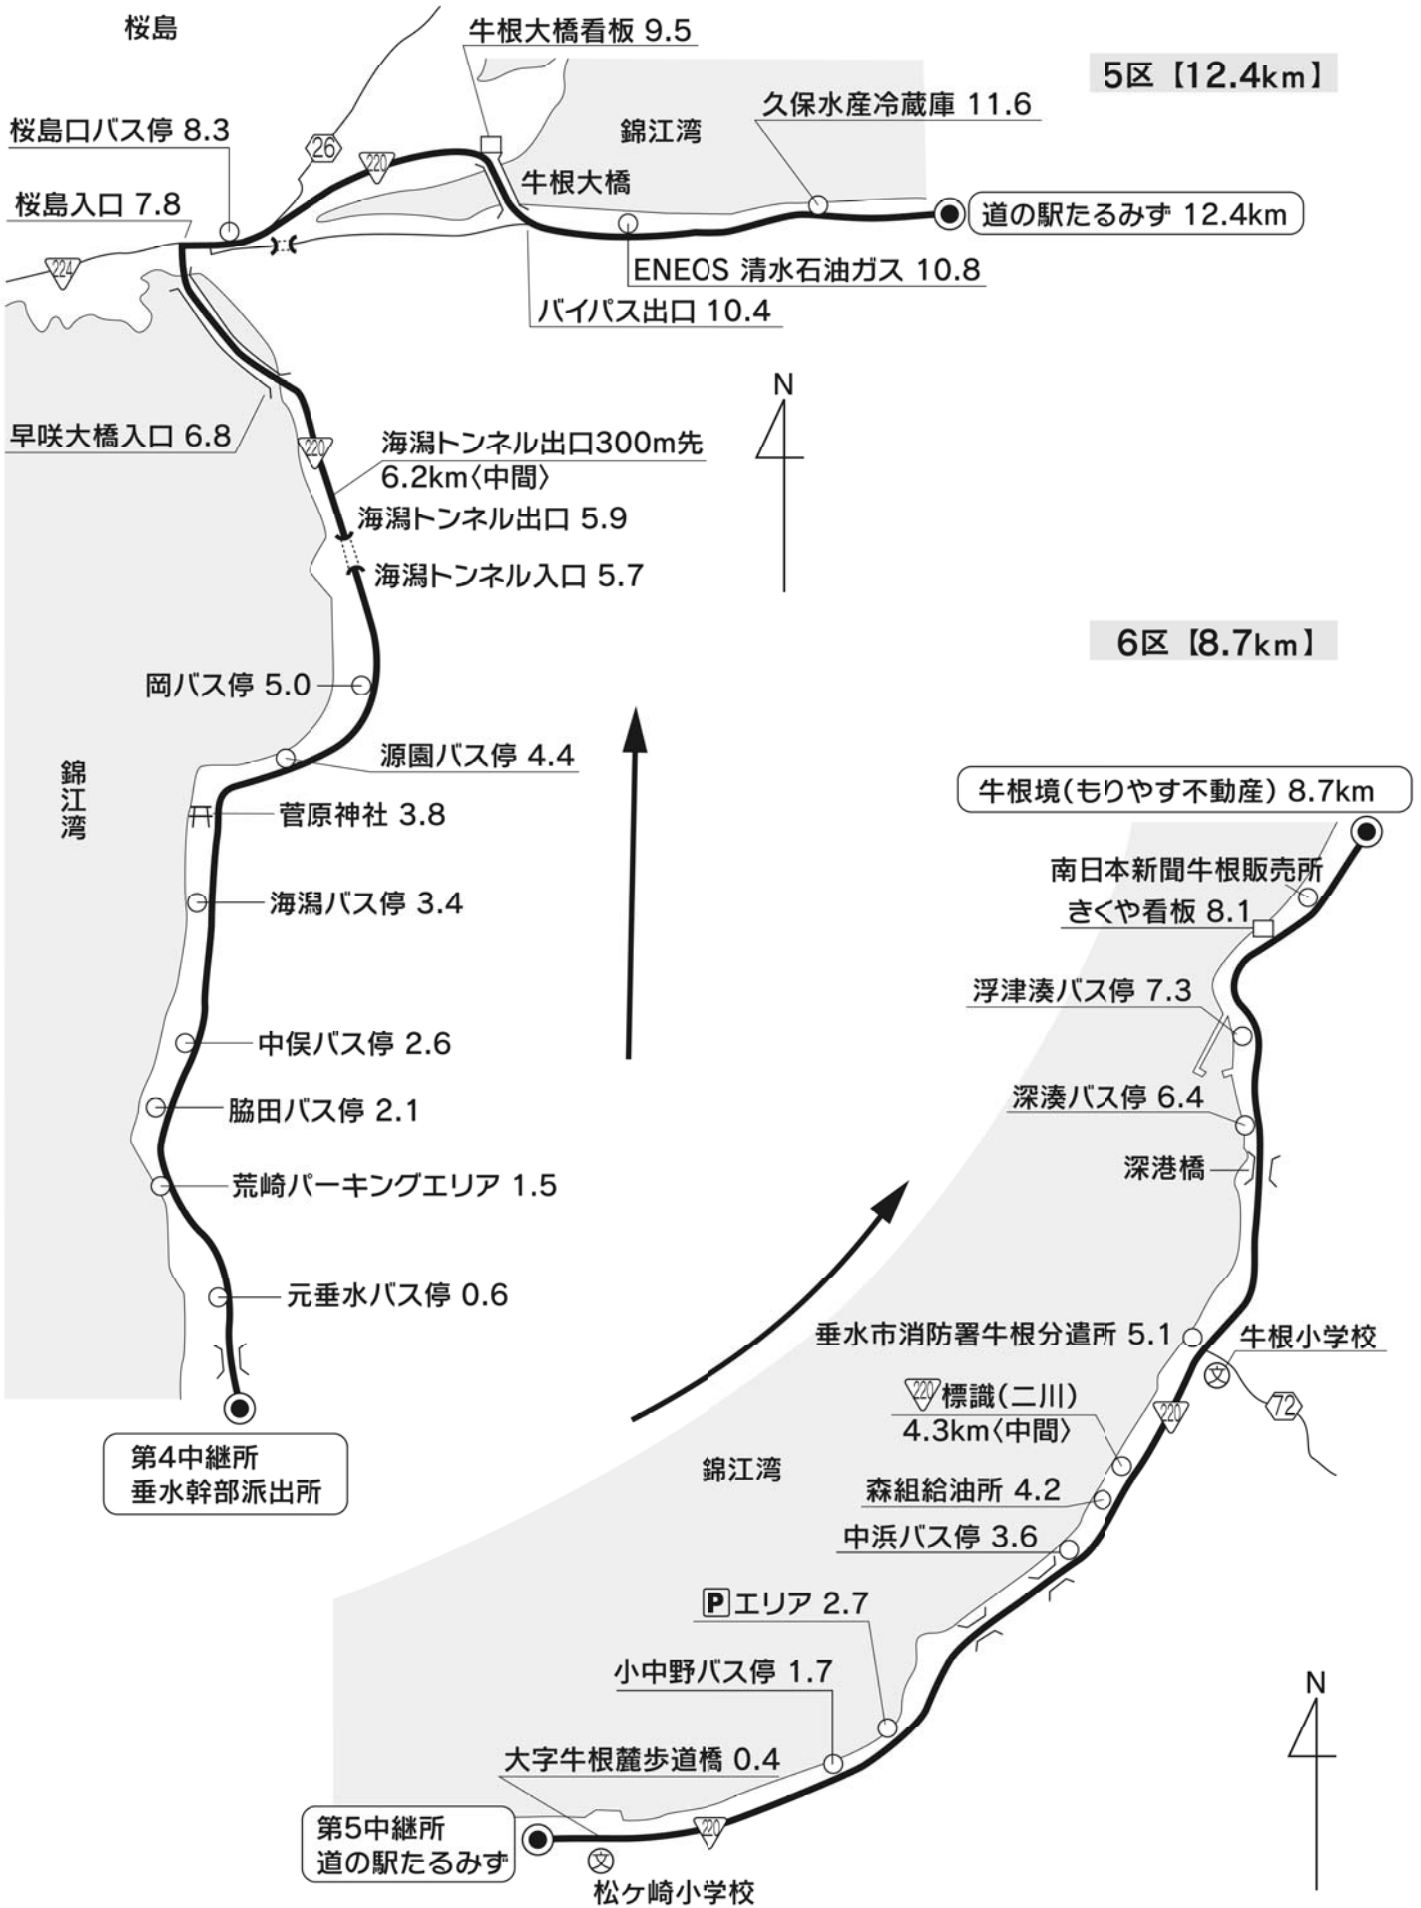 桜島
牛根大橋看板 9.5
5区【12.4km】
久保水産冷蔵庫 11.6
桜島口バス停 8.3
錦江湾
26
220
牛根大橋
桜島入口 7.8
道の駅たるみず 12.4km
224
ENEOS 清水石油ガス 10.8
バイパス出口 10.4
N
早咲大橋入口 6.8
220
海潟トンネル出口300m先
6.2km〈中間〉
海潟トンネル出口 5.9
海潟トンネル入口 5.7
岡バス停 5.0
源園バス停 4.4
錦江湾
菅原神社 3.8
海潟バス停 3.4
中俣バス停 2.6
脇田バス停 2.1
荒崎パーキングエリア 1.5
元垂水バス停 0.6
第4中継所
垂水幹部派出所
6区【8.7km】
牛根境(もりやす不動産) 8.7km
南日本新聞牛根販売所
きくや看板 8.1
浮津湊バス停 7.3
深湊バス停 6.4
深港橋
垂水市消防署牛根分遣所 5.1
牛根小学校
文
72
220標識(二川)
4.3km〈中間〉
220
錦江湾
森組給油所 4.2
中浜バス停 3.6
Pエリア 2.7
小中野バス停 1.7
N
大字牛根麓歩道橋 0.4
第5中継所
道の駅たるみず
220
文
松ヶ崎小学校